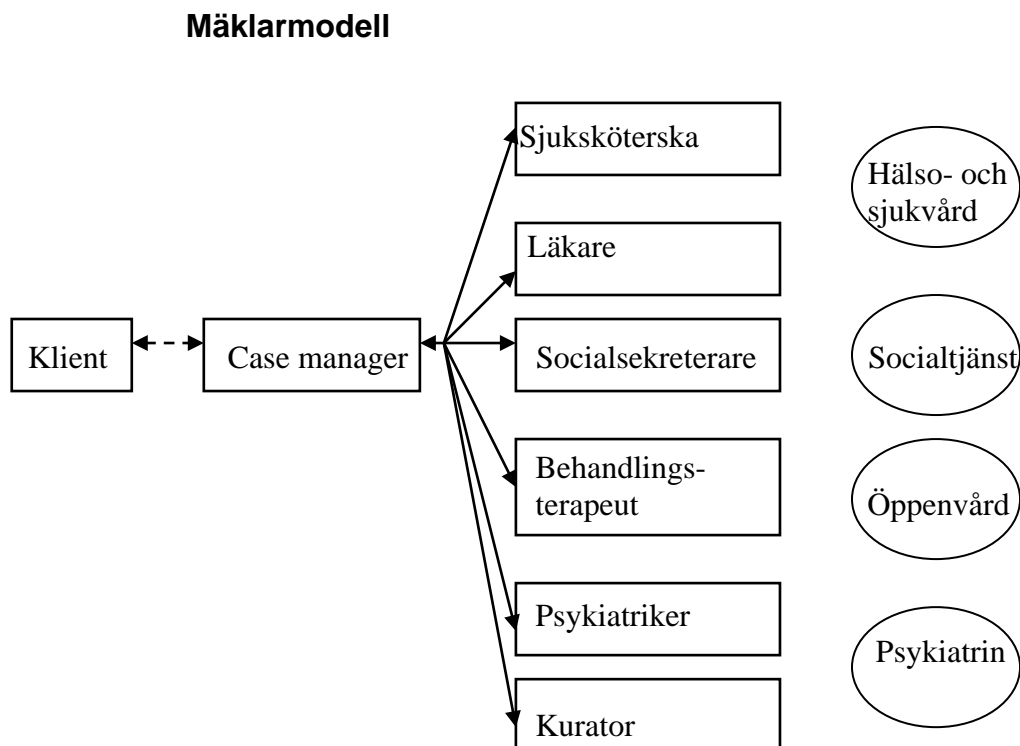 Mäklarmodell
Sjuksköterska
Hälso- och
sjukvård
Läkare
Klient
Case manager
Socialsekreterare
Socialtjänst
Behandlings-
terapeut
Öppenvård
Psykiatriker
Psykiatrin
Kurator